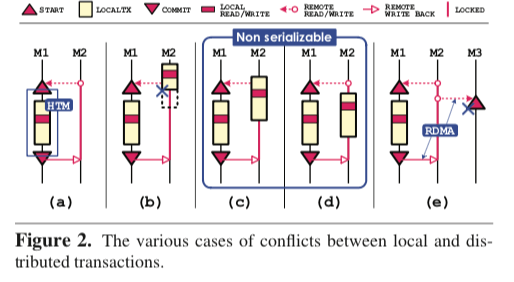 START LOCALTX COMMIT LOCAL READ/WRITE REMOTE READ/WRITE REMOTE WRITE BACK LOCKED
Non serializable
M1 M2 M1 M2 M1 M2 M1 M2 M1 M2 M3
HTM
RDMA
(a) (b) (c) (d) (e)
Figure 2. The various cases of conflicts between local and dis-
tributed transactions.